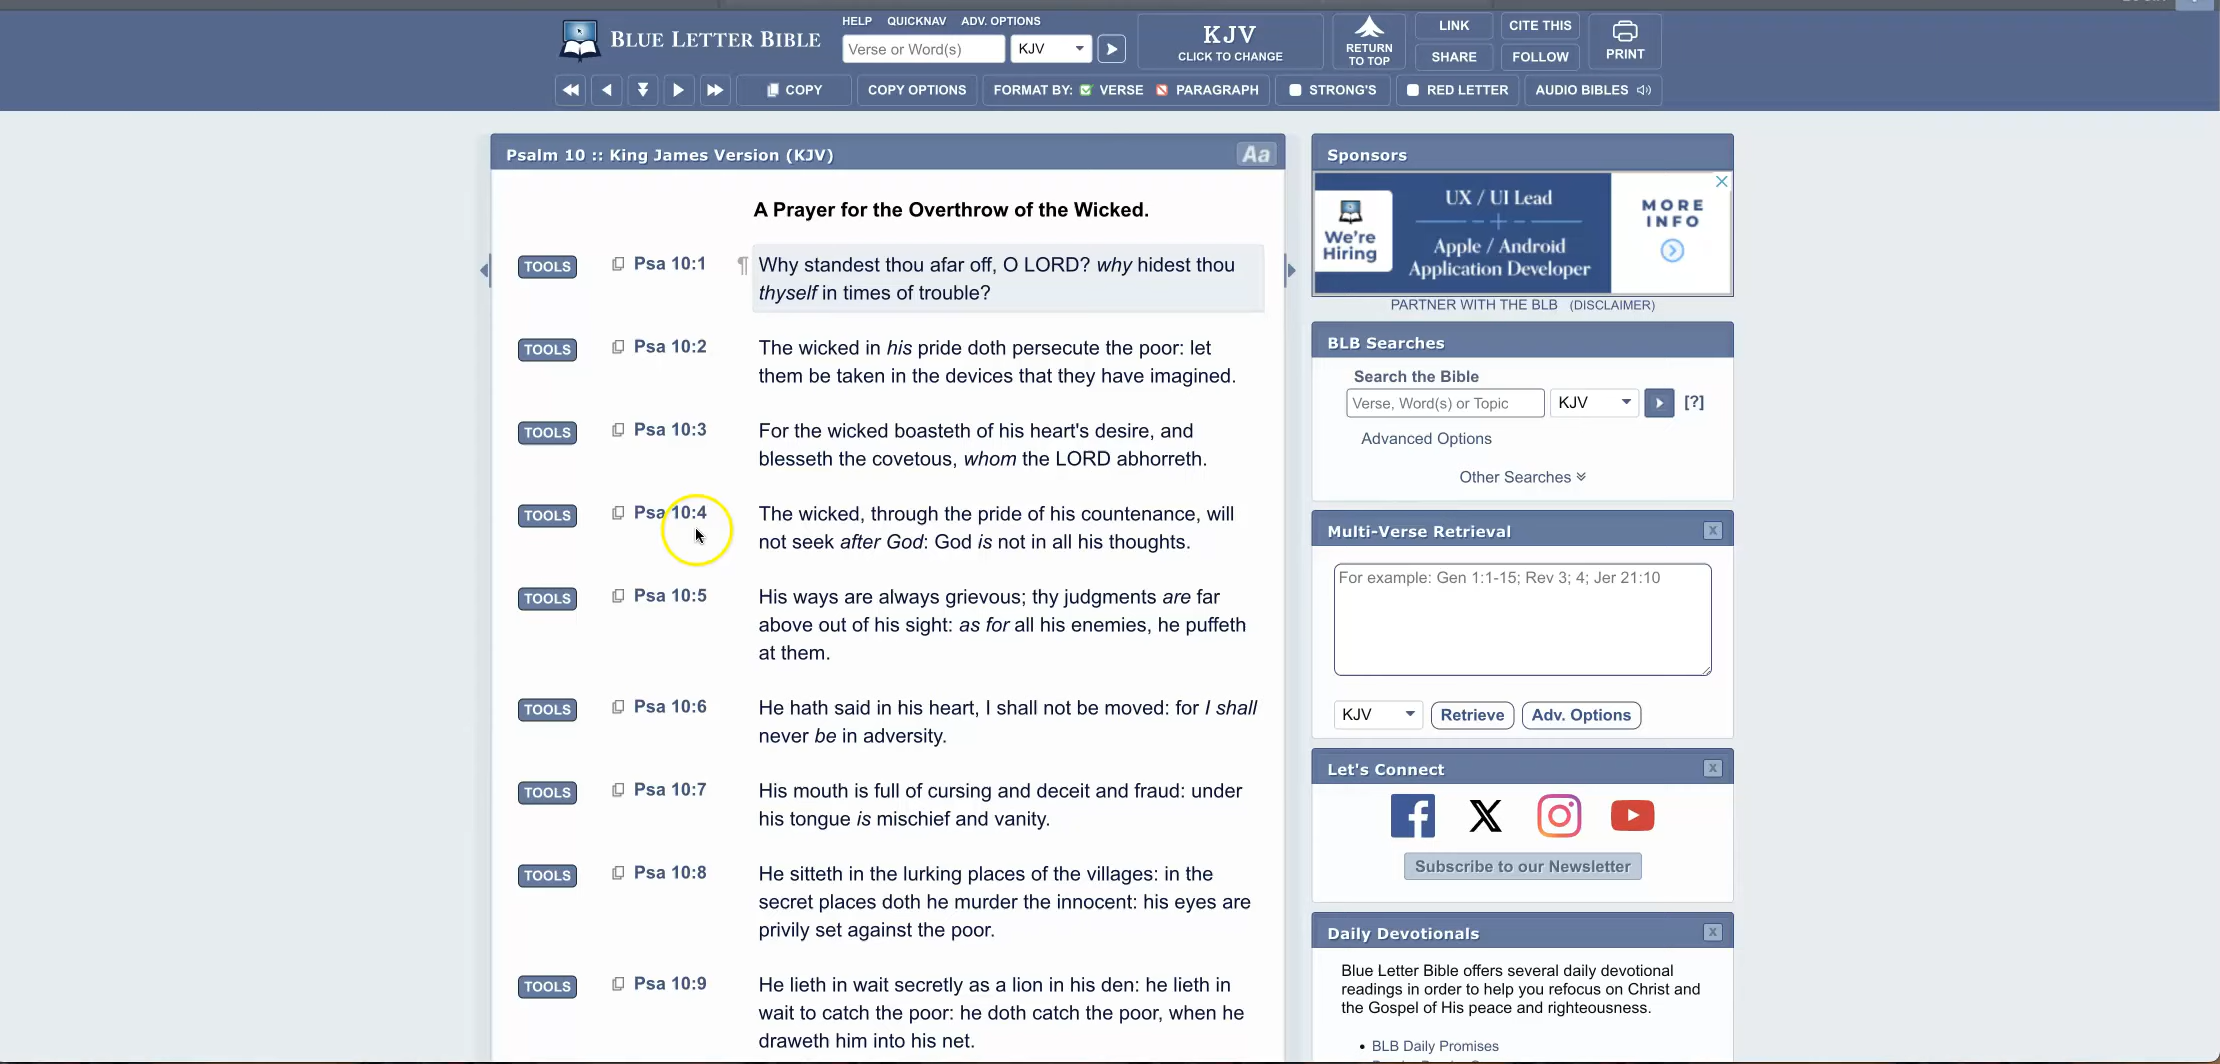 HELP QUICKNAV ADV. OPTIONS
BLUE LETTER BIBLE
Verse or Word(s) KJV
KJV
CLICK TO CHANGE
RETURN
TO TOP
LINK CITE THIS
SHARE FOLLOW
PRINT
COPY COPY OPTIONS FORMAT BY: VERSE PARAGRAPH STRONG'S RED LETTER AUDIO BIBLES
Psalm 10 :: King James Version (KJV) Aa
A Prayer for the Overthrow of the Wicked.
TOOLS Psa 10:1 ¶ Why standest thou afar off, O LORD? why hidest thou
thyself in times of trouble?
TOOLS Psa 10:2 The wicked in his pride doth persecute the poor: let
them be taken in the devices that they have imagined.
TOOLS Psa 10:3 For the wicked boasteth of his heart's desire, and
blesseth the covetous, whom the LORD abhorreth.
TOOLS Psa 10:4 The wicked, through the pride of his countenance, will
not seek after God: God is not in all his thoughts.
TOOLS Psa 10:5 His ways are always grievous; thy judgments are far
above out of his sight: as for all his enemies, he puffeth
at them.
TOOLS Psa 10:6 He hath said in his heart, I shall not be moved: for I shall
never be in adversity.
TOOLS Psa 10:7 His mouth is full of cursing and deceit and fraud: under
his tongue is mischief and vanity.
TOOLS Psa 10:8 He sitteth in the lurking places of the villages: in the
secret places doth he murder the innocent: his eyes are
privily set against the poor.
TOOLS Psa 10:9 He lieth in wait secretly as a lion in his den: he lieth in
wait to catch the poor: he doth catch the poor, when he
draweth him into his net.
Sponsors
We're
Hiring
UX / UI Lead
+
Apple / Android
Application Developer
MORE
INFO
PARTNER WITH THE BLB (DISCLAIMER)
BLB Searches
Search the Bible
Verse, Word(s) or Topic KJV [?]
Advanced Options
Other Searches
Multi-Verse Retrieval x
For example: Gen 1:1-15; Rev 3; 4; Jer 21:10
KJV Retrieve Adv. Options
Let's Connect x
Subscribe to our Newsletter
Daily Devotionals x
Blue Letter Bible offers several daily devotional
readings in order to help you refocus on Christ and
the Gospel of His peace and righteousness.
• BLB Daily Promises